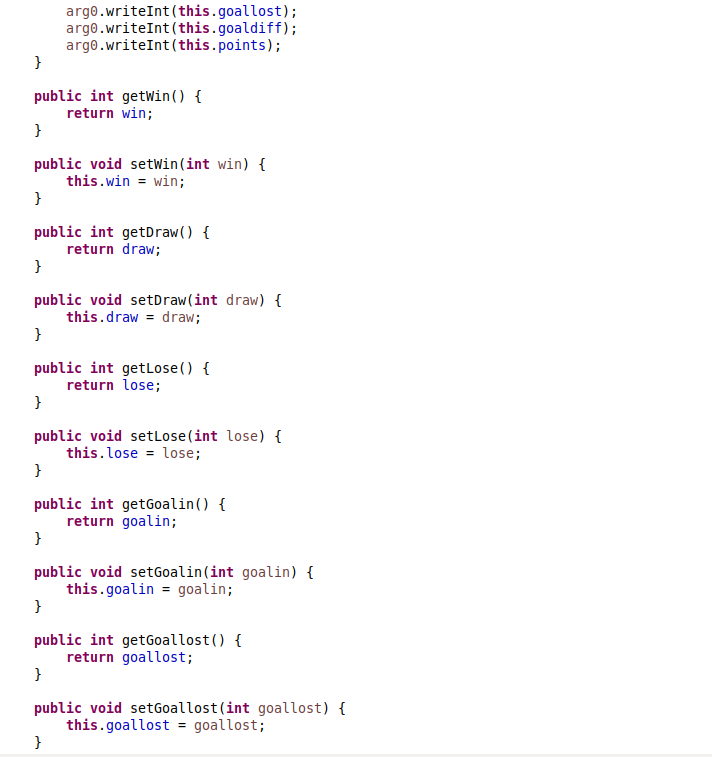 arg0.writeInt(this.goallost);
arg0.writeInt(this.goaldiff);
arg0.writeInt(this.points);
}
public int getWin() {
return win;
}
public void setWin(int win) {
this.win = win;
}
public int getDraw() {
return draw;
}
public void setDraw(int draw) {
this.draw = draw;
}
public int getLose() {
return lose;
}
public void setLose(int lose) {
this.lose = lose;
}
public int getGoalin() {
return goalin;
}
public void setGoalin(int goalin) {
this.goalin = goalin;
}
public int getGoallost() {
return goallost;
}
public void setGoallost(int goallost) {
this.goallost = goallost;
}